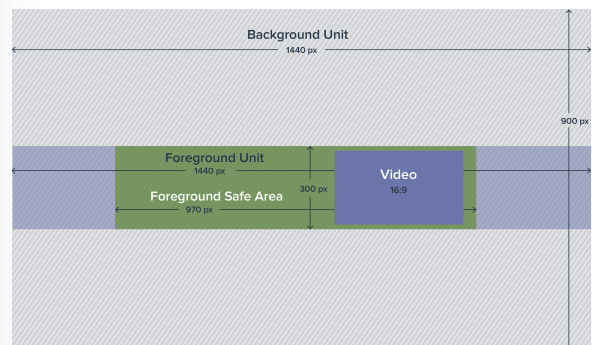 Background Unit
1440 px
900 px
Foreground Unit
1440 px
Video
300 px
16:9
Foreground Safe Area
970 px